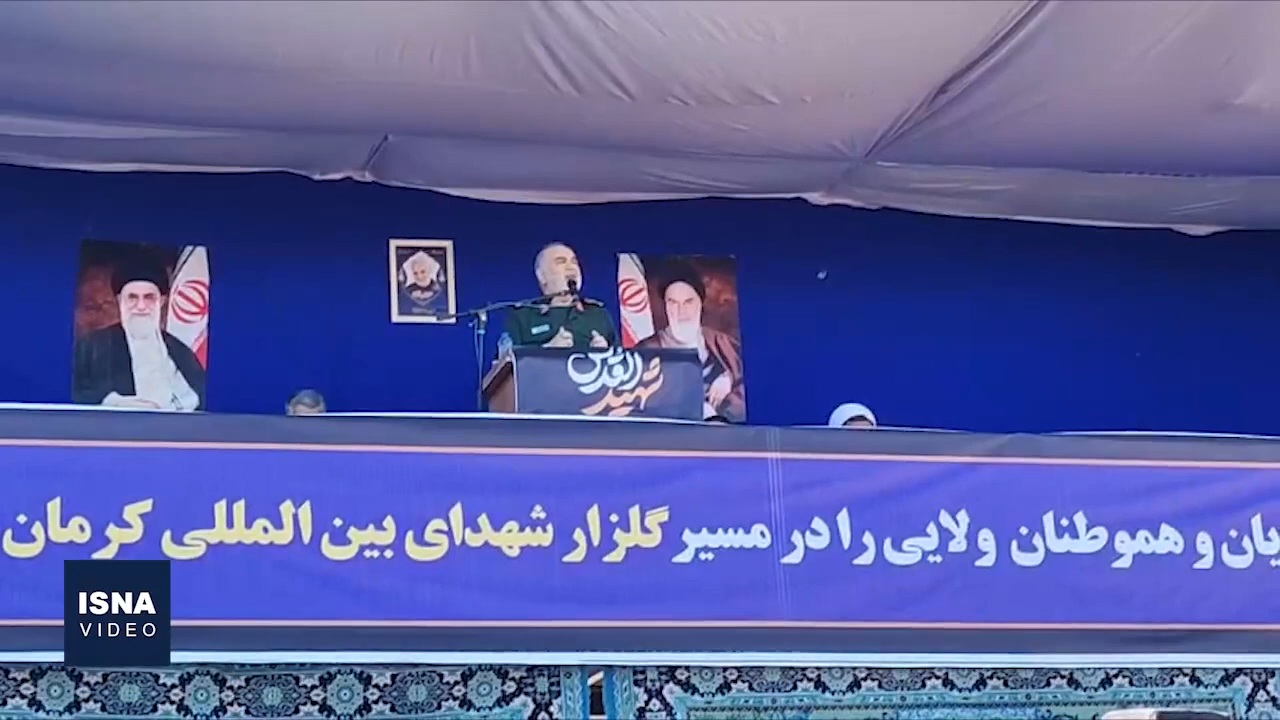 شهید القدس
یان و هموطنان ولایی را در مسیر گلزار شهدای بین المللی کرمان
ISNA
VIDEO